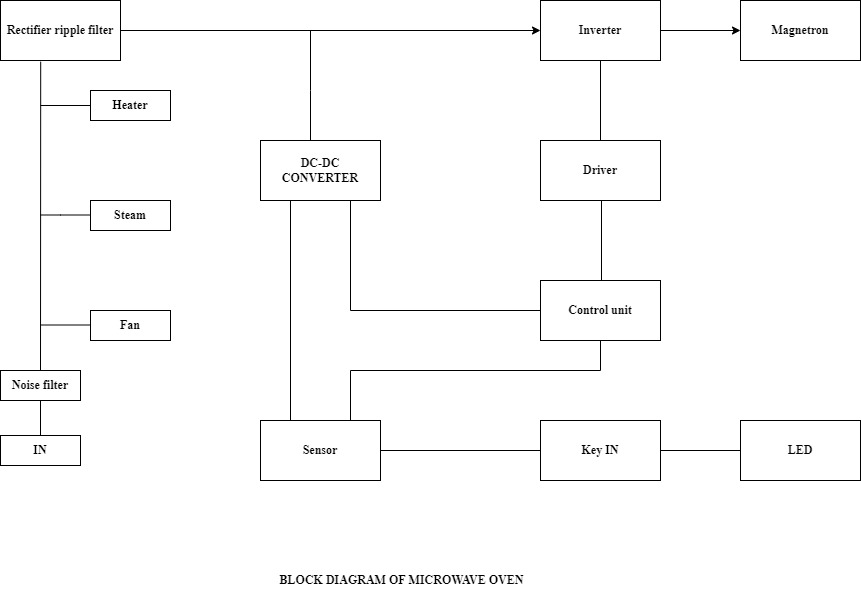 Rectifier ripple filter
Inverter
Magnetron
Heater
DC-DC
CONVERTER
Driver
Steam
Control unit
Fan
Noise filter
IN
Sensor
Key IN
LED
BLOCK DIAGRAM OF MICROWAVE OVEN